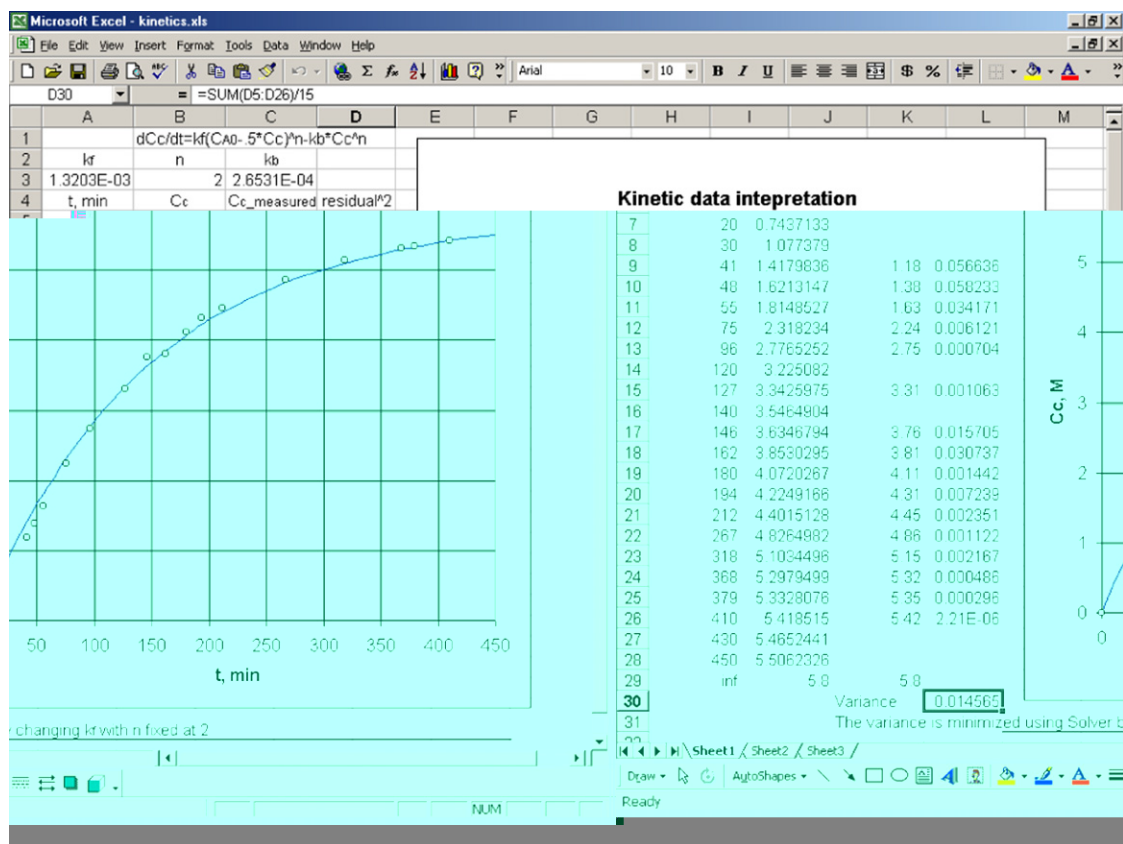 Microsoft Excel - kinetics.xls
File Edit View Insert Format Tools Data Window Help
Arial 10 B I U $ %
D30 = =SUM(D5:D26)/15
A B C D E F G H I J K L M
1 dCc/dt=kf(CA0-.5*Cc)^n-kb*Cc^n
2 kf n kb
3 1.3203E-03 2 2.6531E-04
4 t, min Cc Cc_measured residual^2
Kinetic data intepretation
50 100 150 200 250 300 350 400 450
t, min
changing kf with n fixed at 2
NUM
7 20 0.7437133
8 30 1.077379
9 41 1.4179836 1.18 0.056636
10 48 1.6213147 1.38 0.058233
11 55 1.8148527 1.63 0.034171
12 75 2.318234 2.24 0.006121
13 96 2.7765252 2.75 0.000704
14 120 3.225082
15 127 3.3425975 3.31 0.001063
16 140 3.5464904
17 146 3.6346794 3.76 0.015705
18 162 3.8530295 3.81 0.030737
19 180 4.0720267 4.11 0.001442
20 194 4.2249166 4.31 0.007239
21 212 4.4015128 4.45 0.002351
22 267 4.8264982 4.86 0.001122
23 318 5.1034496 5.15 0.002167
24 368 5.2979499 5.32 0.000486
25 379 5.3328076 5.35 0.000296
26 410 5.418515 5.42 2.21E-06
27 430 5.4652441
28 450 5.5062326
29 inf 5.8 5.8
30 Variance 0.014565
31 The variance is minimized using Solver
Sheet1 Sheet2 Sheet3
Draw AutoShapes
Ready
5
4
Cc, M
3
2
1
0
0